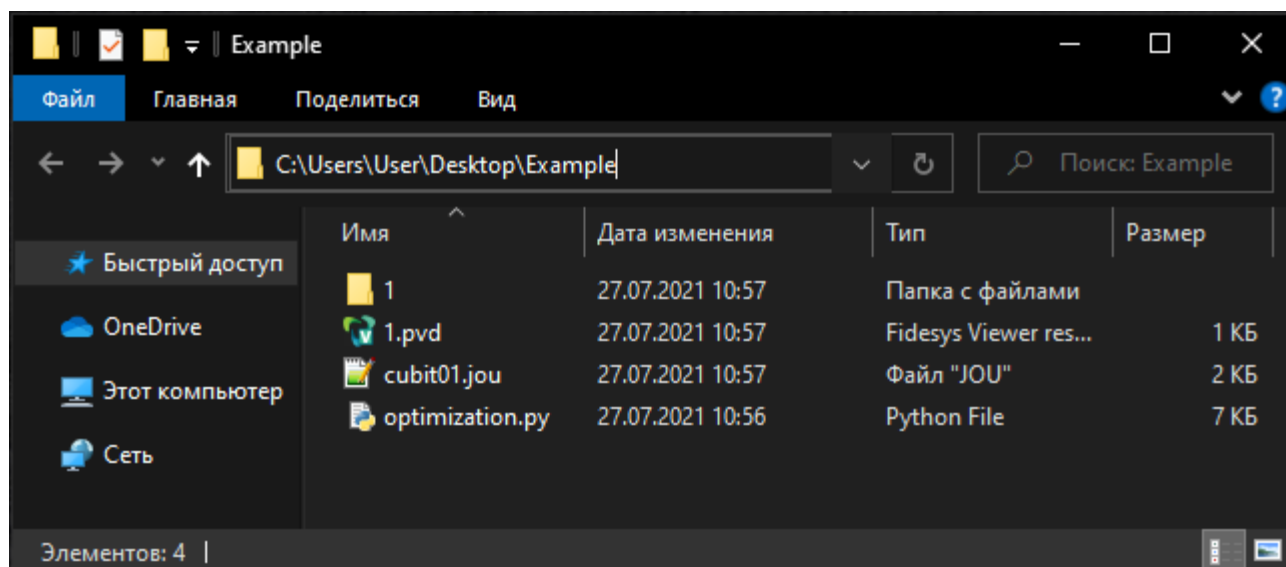 Example
Файл Главная Поделиться Вид
C:\Users\User\Desktop\Example Поиск: Example
Имя Дата изменения Тип Размер
Быстрый доступ
OneDrive
Этот компьютер
Сеть
1 27.07.2021 10:57 Папка с файлами
1.pvd 27.07.2021 10:57 Fidesys Viewer res... 1 КБ
cubit01.jou 27.07.2021 10:57 Файл "JOU" 2 КБ
optimization.py 27.07.2021 10:56 Python File 7 КБ
Элементов: 4